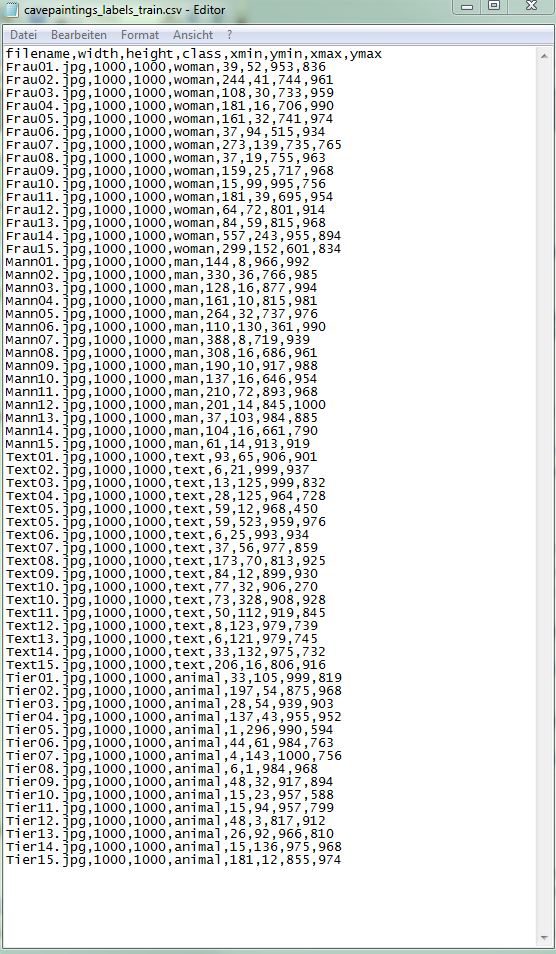 cavepaintings_labels_train.csv - Editor
Datei Bearbeiten Format Ansicht ?
filename,width,height,class,xmin,ymin,xmax,ymax
Frau01.jpg,1000,1000,woman,39,52,953,836
Frau02.jpg,1000,1000,woman,244,41,744,961
Frau03.jpg,1000,1000,woman,108,30,733,959
Frau04.jpg,1000,1000,woman,181,16,706,990
Frau05.jpg,1000,1000,woman,161,32,741,974
Frau06.jpg,1000,1000,woman,37,94,515,934
Frau07.jpg,1000,1000,woman,273,139,735,765
Frau08.jpg,1000,1000,woman,37,19,755,963
Frau09.jpg,1000,1000,woman,159,25,717,968
Frau10.jpg,1000,1000,woman,15,99,995,756
Frau11.jpg,1000,1000,woman,181,39,695,954
Frau12.jpg,1000,1000,woman,64,72,801,914
Frau13.jpg,1000,1000,woman,84,59,815,968
Frau14.jpg,1000,1000,woman,557,243,955,894
Frau15.jpg,1000,1000,woman,299,152,601,834
Mann01.jpg,1000,1000,man,144,8,966,992
Mann02.jpg,1000,1000,man,330,36,766,985
Mann03.jpg,1000,1000,man,128,16,877,994
Mann04.jpg,1000,1000,man,161,10,815,981
Mann05.jpg,1000,1000,man,264,32,737,976
Mann06.jpg,1000,1000,man,110,130,361,990
Mann07.jpg,1000,1000,man,388,8,719,939
Mann08.jpg,1000,1000,man,308,16,686,961
Mann09.jpg,1000,1000,man,190,10,917,988
Mann10.jpg,1000,1000,man,137,16,646,954
Mann11.jpg,1000,1000,man,210,72,893,968
Mann12.jpg,1000,1000,man,201,14,845,1000
Mann13.jpg,1000,1000,man,37,103,984,885
Mann14.jpg,1000,1000,man,104,16,661,790
Mann15.jpg,1000,1000,man,61,14,913,919
Text01.jpg,1000,1000,text,93,65,906,901
Text02.jpg,1000,1000,text,6,21,999,937
Text03.jpg,1000,1000,text,13,125,999,832
Text04.jpg,1000,1000,text,28,125,964,728
Text05.jpg,1000,1000,text,59,12,968,450
Text05.jpg,1000,1000,text,59,523,959,976
Text06.jpg,1000,1000,text,6,25,993,934
Text07.jpg,1000,1000,text,37,56,977,859
Text08.jpg,1000,1000,text,173,70,813,925
Text09.jpg,1000,1000,text,84,12,899,930
Text10.jpg,1000,1000,text,77,32,906,270
Text10.jpg,1000,1000,text,73,328,908,928
Text11.jpg,1000,1000,text,50,112,919,845
Text12.jpg,1000,1000,text,8,123,979,739
Text13.jpg,1000,1000,text,6,121,979,745
Text14.jpg,1000,1000,text,33,132,975,732
Text15.jpg,1000,1000,text,206,16,806,916
Tier01.jpg,1000,1000,animal,33,105,999,819
Tier02.jpg,1000,1000,animal,197,54,875,968
Tier03.jpg,1000,1000,animal,28,54,939,903
Tier04.jpg,1000,1000,animal,137,43,955,952
Tier05.jpg,1000,1000,animal,1,296,990,594
Tier06.jpg,1000,1000,animal,44,61,984,763
Tier07.jpg,1000,1000,animal,4,143,1000,756
Tier08.jpg,1000,1000,animal,6,1,984,968
Tier09.jpg,1000,1000,animal,48,32,917,894
Tier10.jpg,1000,1000,animal,15,23,957,588
Tier11.jpg,1000,1000,animal,15,94,957,799
Tier12.jpg,1000,1000,animal,48,3,817,912
Tier13.jpg,1000,1000,animal,26,92,966,810
Tier14.jpg,1000,1000,animal,15,136,975,968
Tier15.jpg,1000,1000,animal,181,12,855,974